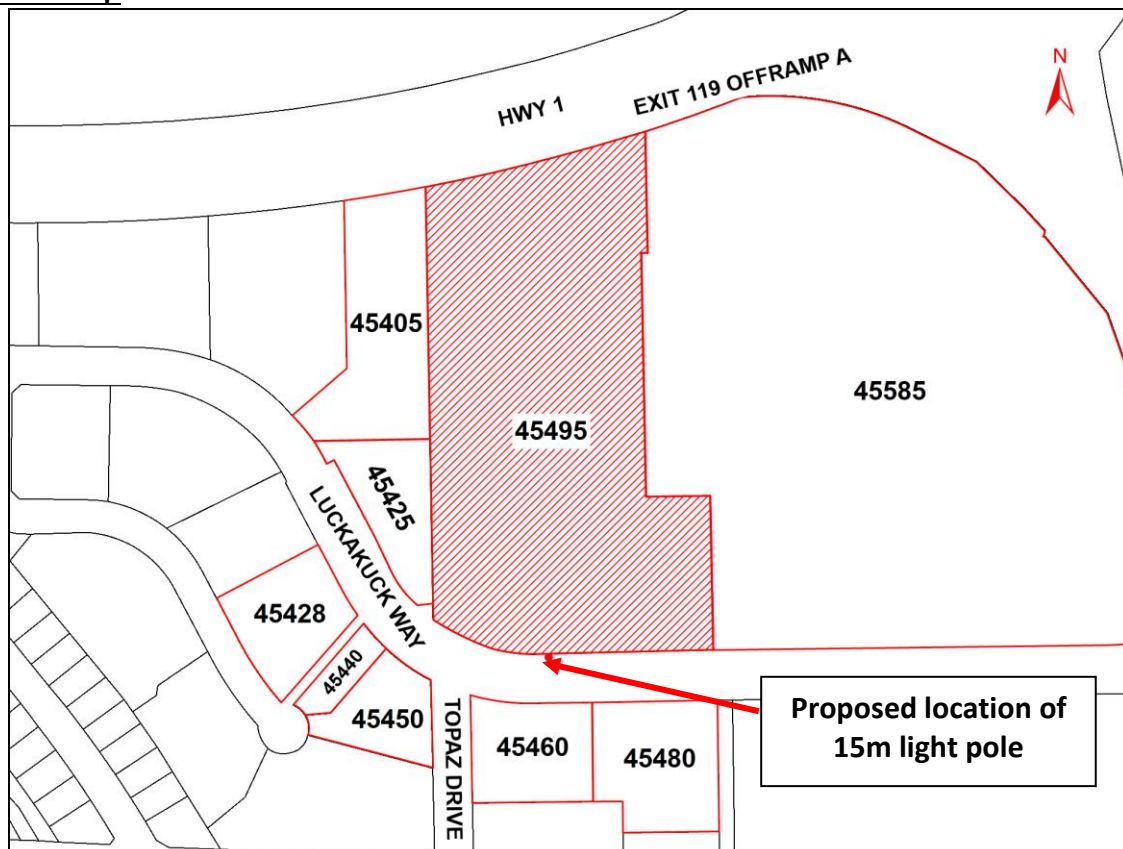 HWY 1
EXIT 119 OFFRAMP A
N
45405
45585
45495
45425
LUCKAKUCK WAY
45428
45440
45450
TOPAZ DRIVE
45460
45480
Proposed location of
15m light pole